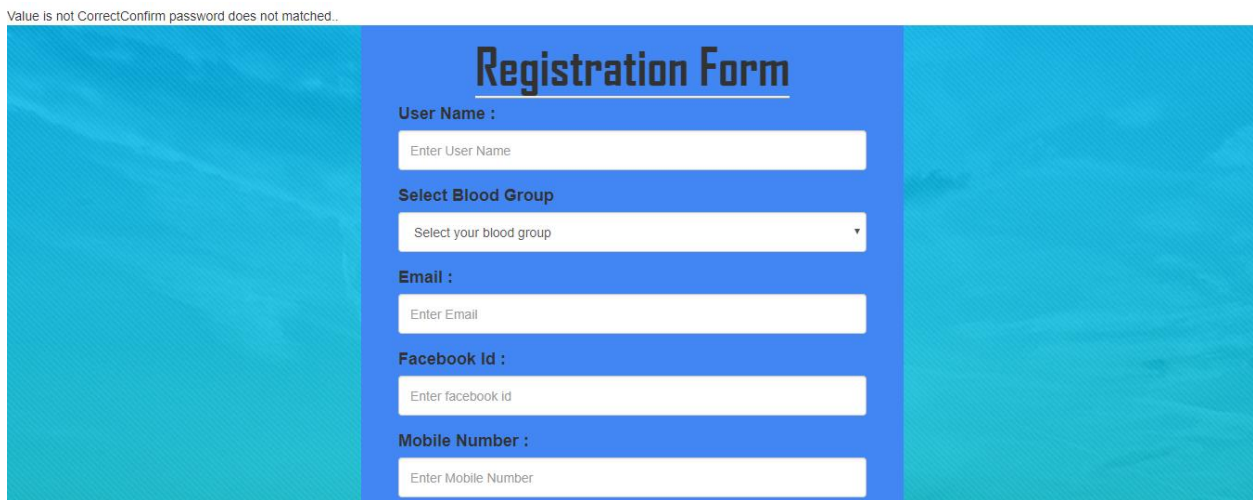 Value is not CorrectConfirm password does not matched..
Registration Form
User Name :
Enter User Name
Select Blood Group
Select your blood group
Email :
Enter Email
Facebook Id :
Enter facebook id
Mobile Number :
Enter Mobile Number